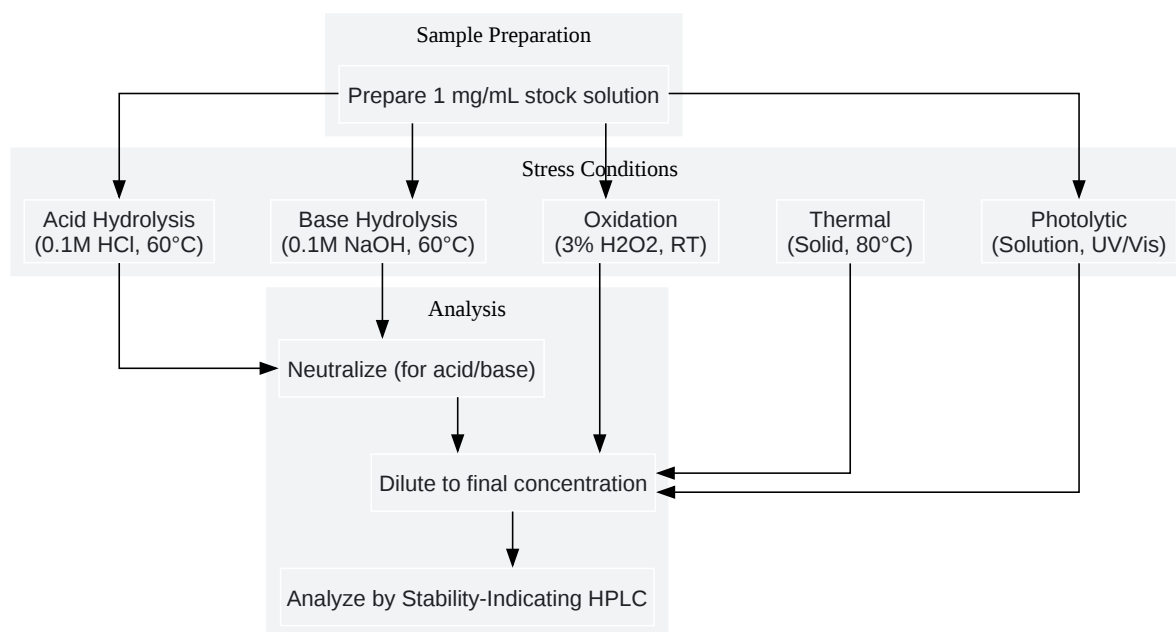 Sample Preparation
Prepare 1 mg/mL stock solution
Stress Conditions
Acid Hydrolysis
(0.1M HCl, 60°C)
Base Hydrolysis
(0.1M NaOH, 60°C)
Oxidation
(3% H2O2, RT)
Thermal
(Solid, 80°C)
Photolytic
(Solution, UV/Vis)
Analysis
Neutralize (for acid/base)
Dilute to final concentration
Analyze by Stability-Indicating HPLC